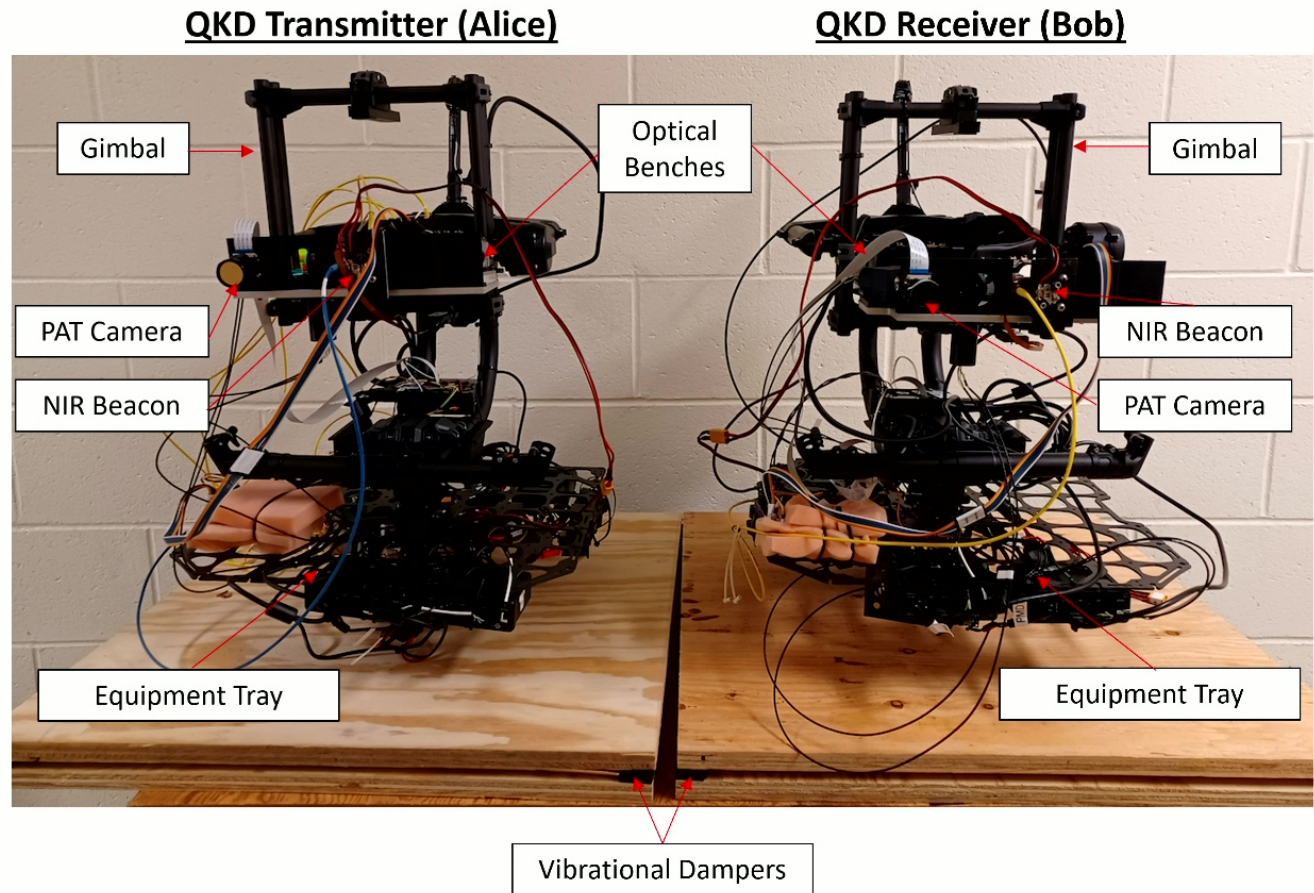 QKD Transmitter (Alice)
QKD Receiver (Bob)
Gimbal
Optical
Benches
Gimbal
PAT Camera
NIR Beacon
NIR Beacon
PAT Camera
PMD
Equipment Tray
Equipment Tray
Vibrational Dampers